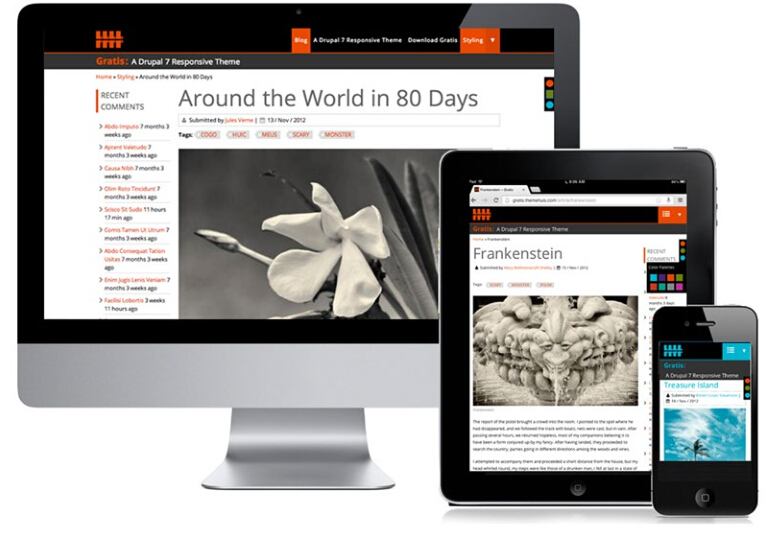 Blog
A Drupal 7 Responsive Theme
Download Gratis
Styling
Gratis: A Drupal 7 Responsive Theme
Home » Styling » Around the World in 80 Days
RECENT
COMMENTS
Around the World in 80 Days
Submitted by Jules Verne | 13 / Nov / 2012
Tags: COGO HUIC MEUS SCARY MONSTER
Abdo Imputo 7 months 3
weeks ago
Aptent Valetudo 7
months 3 weeks ago
Causa Nibh 7 months 3
weeks ago
Olim Roto Tincidunt 7
months 3 weeks ago
Scisco Sit Sudo 11 hours
17 min ago
Comis Tamen Ut Utrum 7
months 3 weeks ago
Abdo Consequat Tation
Usitas 7 months 3 weeks
ago
Enim Jugis Lenis Veniam 7
months 3 weeks ago
Facilisi Lobortis 3 weeks
11 hours ago
Frankenstein – Gratis
gratis.themehaus.com
Gratis: A Drupal 7 Responsive Theme
Home » Frankenstein
Frankenstein
Submitted by Mary Wollstonecraft Shelley | 13 / Nov / 2012
Tags: SCARY MONSTER IPSUM
RECENT
COMMENTS
Color Palettes
Frankenstein
The report of the pistol brought a crowd into the room. I pointed to the spot where he
had disappeared, and we followed the track with boats; nets were cast, but in vain. After
passing several hours, we returned hopeless, most of my companions believing it to
have been a form conjured up by my fancy. After having landed, they proceeded to
search the country, parties going in different directions among the woods and vines.
I attempted to accompany them and proceeded a short distance from the house, but my
head whirled round, my steps were like those of a drunken man, I fell at last in a state of
Gratis:
A Drupal 7 Responsive Theme
Treasure Island
Submitted by Robert Louis Stevenson |
13 / Nov / 2012